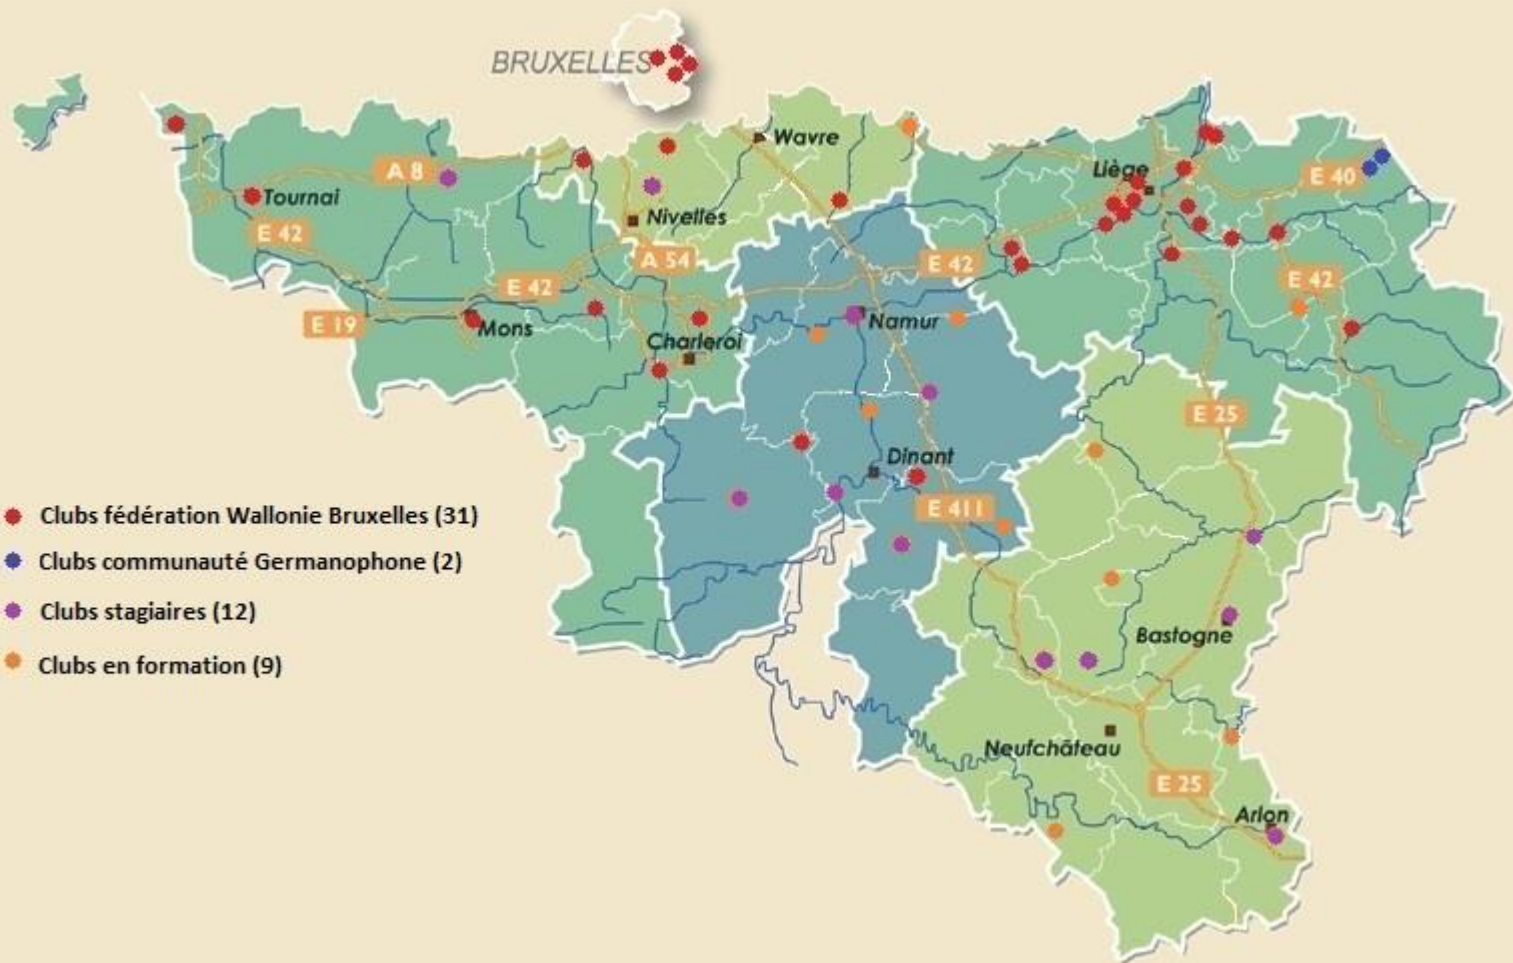 BRUXELLES
Wavre
A 8
Liège
E 40
Tournai
Nivelles
E 42
A 54
E 42
E 42
E 42
E 19
Mons
Namur
Charleroi
E 25
Dinant
E 411
Clubs fédération Wallonie Bruxelles (31)
Clubs communauté Germanophone (2)
Clubs stagiaires (12)
Clubs en formation (9)
Bastogne
Neufchâteau
E 25
Arlon